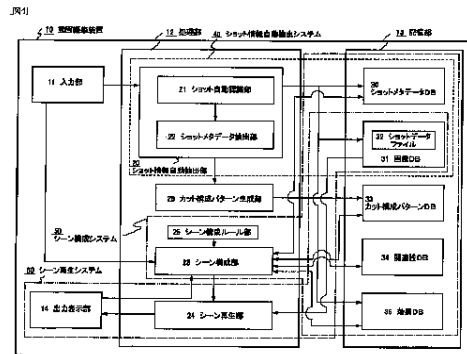 【図1】
10 動画編集装置
12 処理部
40 ショット情報自動抽出システム
13 記憶部
11 入力部
21 ショット自動認識部
22 ショットメタデータ抽出部
20
ショット情報自動抽出部
30
ショットメタデータDB
32 ショットデータ
ファイル
31 画像DB
23 カット構成パターン生成部
33
カット構成パターンDB
50
シーン構成システム
25 シーン構成ルール部
23 シーン構成部
34 関連性DB
60 シーン再生システム
14 出力表示部
24 シーン再生部
35 効果DB